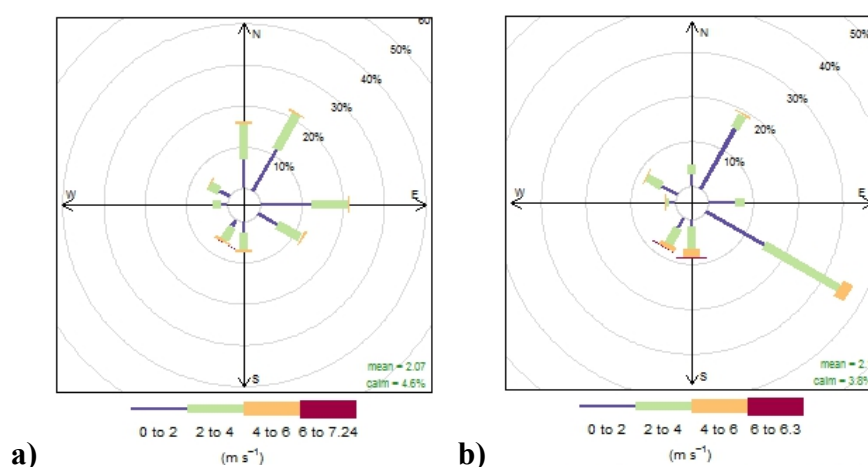 a)
N
50%
40%
30%
20%
10%
W
E
S
mean = 2.07
calm = 4.6%
0 to 2 2 to 4 4 to 6 6 to 7.24
(m s⁻¹)
b)
N
50%
40%
30%
20%
10%
W
E
S
mean = 2.
calm = 3.8%
0 to 2 2 to 4 4 to 6 6 to 6.3
(m s⁻¹)